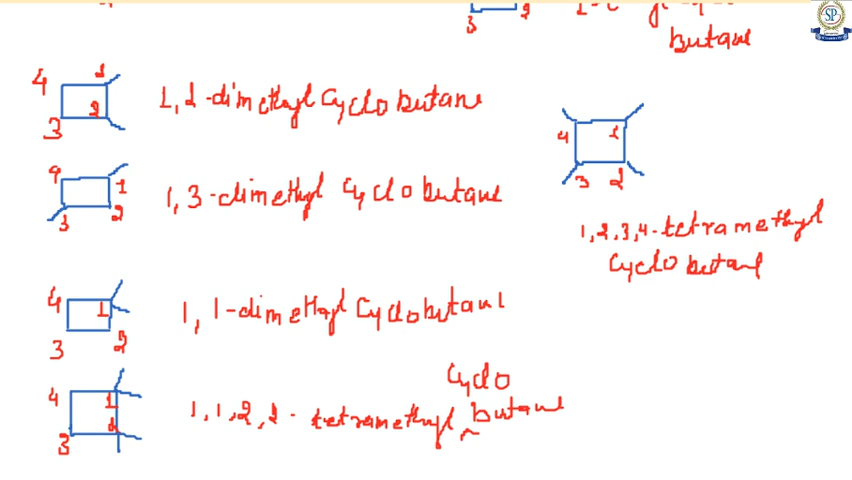 3
butane
4 1
2
3
1,2-dimethyl Cyclobutane
4 1
3 2
1,3-dimethyl Cyclobutane
4 1
3 2
1,2,3,4-tetramethyl
Cyclobutane
4 1
3 2
1,1-dimethyl Cyclobutane
4 1
2
3
Cyclo
1,1,2,2-tetramethyl butane
SP